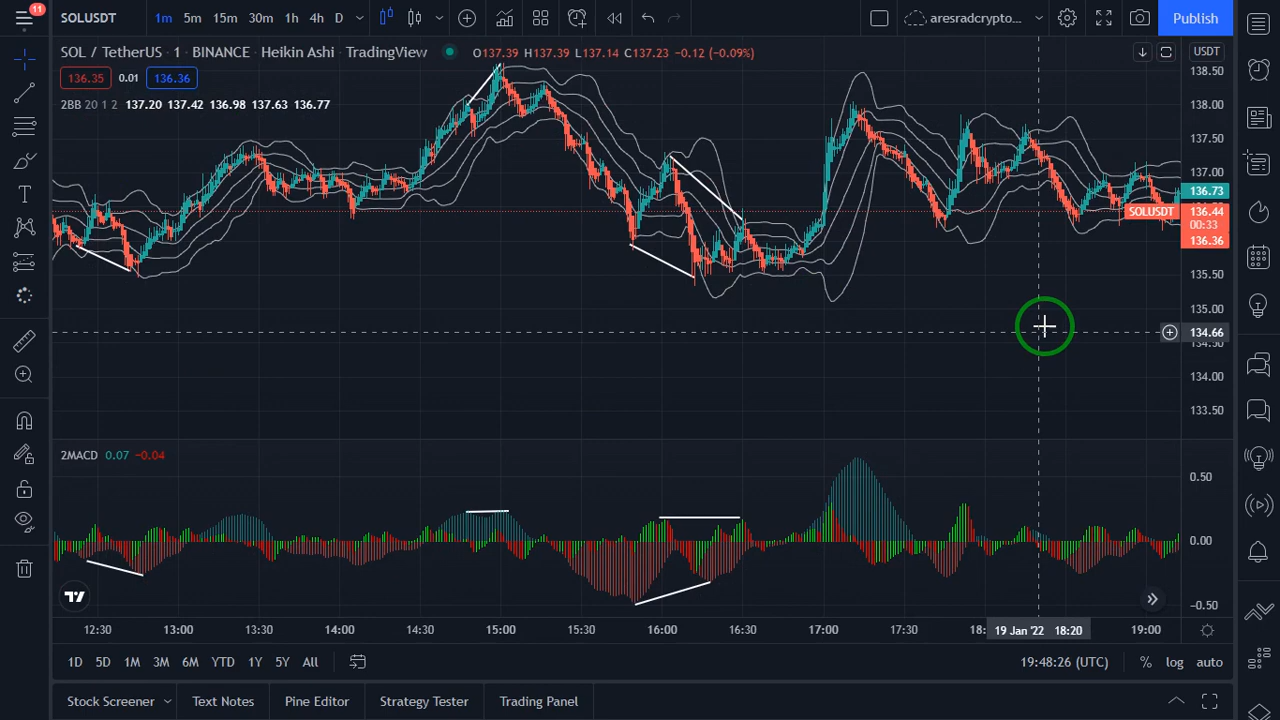 11
SOLUSDT 1m 5m 15m 30m 1h 4h D aresradcrypto... Publish
SOL / TetherUS · 1 · BINANCE · Heikin Ashi · TradingView O137.39 H137.39 L137.14 C137.23 −0.12 (−0.09%) USDT
136.35 0.01 136.36
2BB 20 1 2 137.20 137.42 136.98 137.63 136.77
138.50
138.00
137.50
137.00
136.73
SOLUSDT 136.44
00:33
136.36
135.50
135.00
134.66
134.50
134.00
133.50
2MACD 0.07 −0.04
0.50
0.00
−0.50
12:30 13:00 13:30 14:00 14:30 15:00 15:30 16:00 16:30 17:00 17:30 18: 19 Jan '22 18:20 19:00
1D 5D 1M 3M 6M YTD 1Y 5Y All 19:48:26 (UTC) % log auto
Stock Screener Text Notes Pine Editor Strategy Tester Trading Panel